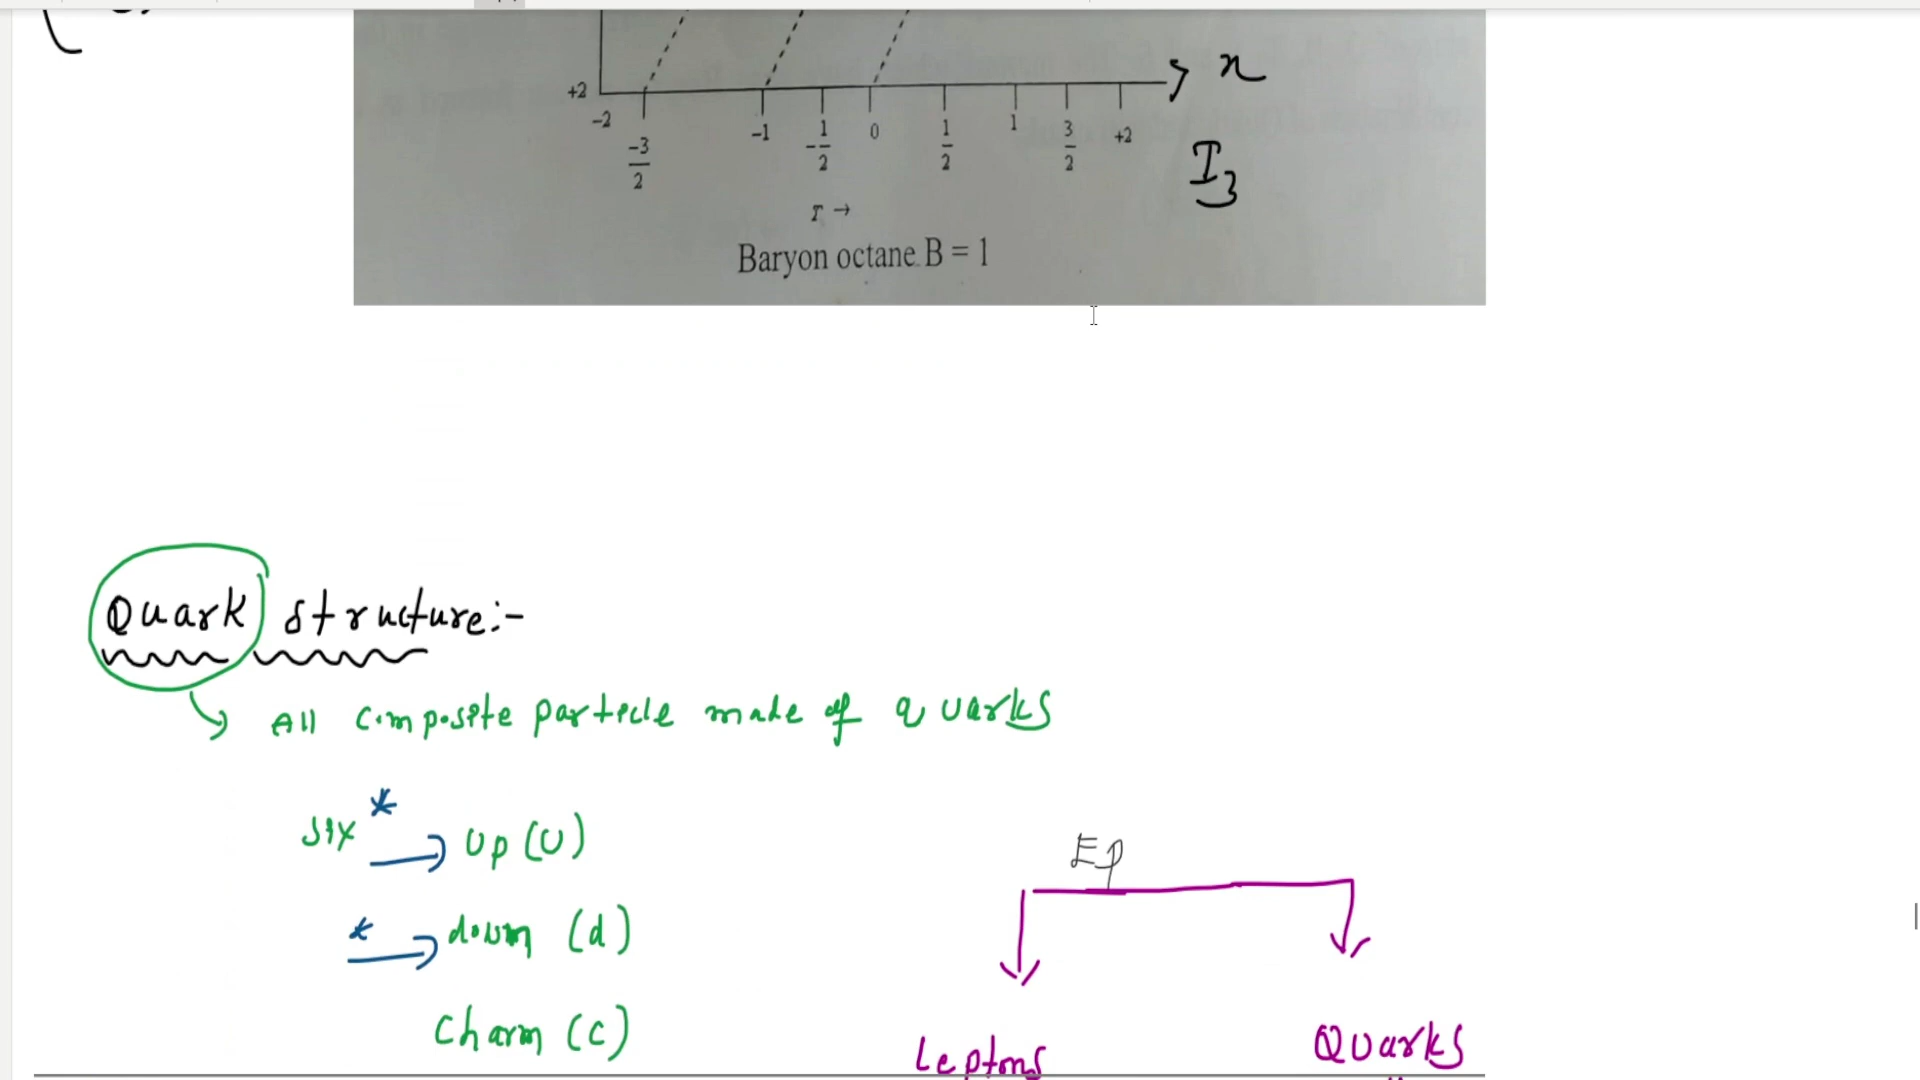 +2
-2 -3/2 -1 -1/2 0 1/2 1 3/2 +2
n
I3
Baryon octane B = 1
Quark structure:-
All composite particle made of quarks
six * Up (U)
* down (d)
Charm (c)
Ep
Leptons Quarks